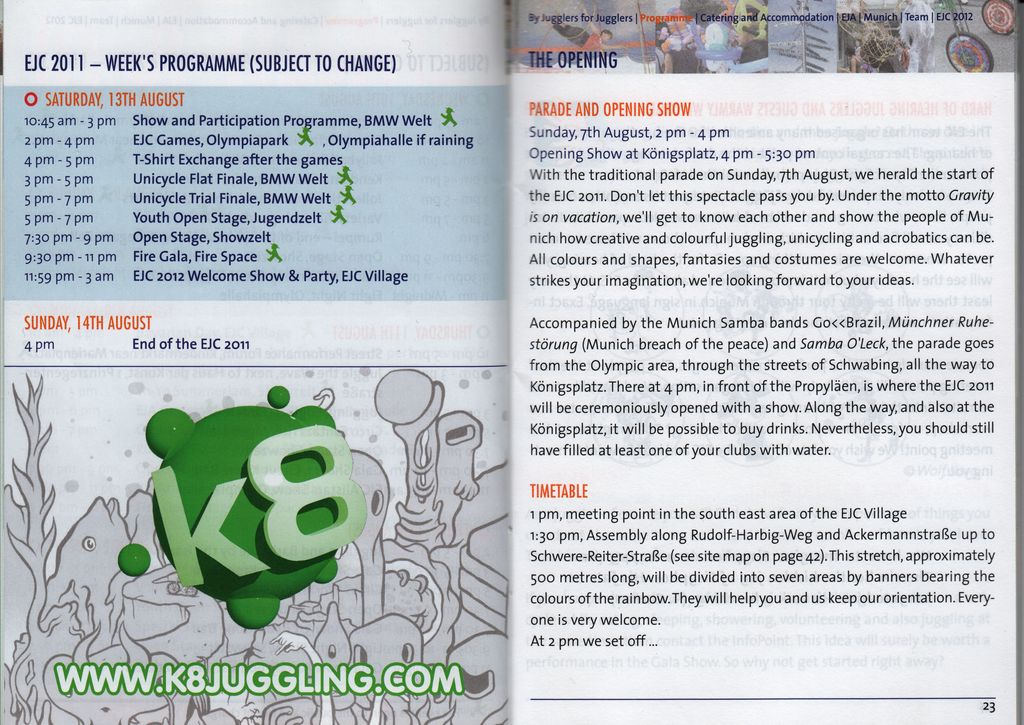 EJC 2011 – WEEK'S PROGRAMME (SUBJECT TO CHANGE)
SATURDAY, 13TH AUGUST
10:45 am - 3 pm Show and Participation Programme, BMW Welt
2 pm - 4 pm EJC Games, Olympiapark , Olympiahalle if raining
4 pm - 5 pm T-Shirt Exchange after the games
3 pm - 5 pm Unicycle Flat Finale, BMW Welt
5 pm - 7 pm Unicycle Trial Finale, BMW Welt
5 pm - 7 pm Youth Open Stage, Jugendzelt
7:30 pm - 9 pm Open Stage, Showzelt
9:30 pm - 11 pm Fire Gala, Fire Space
11:59 pm - 3 am EJC 2012 Welcome Show & Party, EJC Village
SUNDAY, 14TH AUGUST
4 pm End of the EJC 2011
k8
WWW.K8JUGGLING.COM
By Jugglers for Jugglers | Programme | Catering and Accommodation | EJA | Munich | Team | EJC 2012
THE OPENING
PARADE AND OPENING SHOW
Sunday, 7th August, 2 pm - 4 pm
Opening Show at Königsplatz, 4 pm - 5:30 pm
With the traditional parade on Sunday, 7th August, we herald the start of
the EJC 2011. Don't let this spectacle pass you by. Under the motto Gravity
is on vacation, we'll get to know each other and show the people of Mu-
nich how creative and colourful juggling, unicycling and acrobatics can be.
All colours and shapes, fantasies and costumes are welcome. Whatever
strikes your imagination, we're looking forward to your ideas.
Accompanied by the Munich Samba bands Go<<Brazil, Münchner Ruhe-
störung (Munich breach of the peace) and Samba O'Leck, the parade goes
from the Olympic area, through the streets of Schwabing, all the way to
Königsplatz. There at 4 pm, in front of the Propyläen, is where the EJC 2011
will be ceremoniously opened with a show. Along the way, and also at the
Königsplatz, it will be possible to buy drinks. Nevertheless, you should still
have filled at least one of your clubs with water.
TIMETABLE
1 pm, meeting point in the south east area of the EJC Village
1:30 pm, Assembly along Rudolf-Harbig-Weg and Ackermannstraße up to
Schwere-Reiter-Straße (see site map on page 42). This stretch, approximately
500 metres long, will be divided into seven areas by banners bearing the
colours of the rainbow. They will help you and us keep our orientation. Every-
one is very welcome.
At 2 pm we set off ...
23